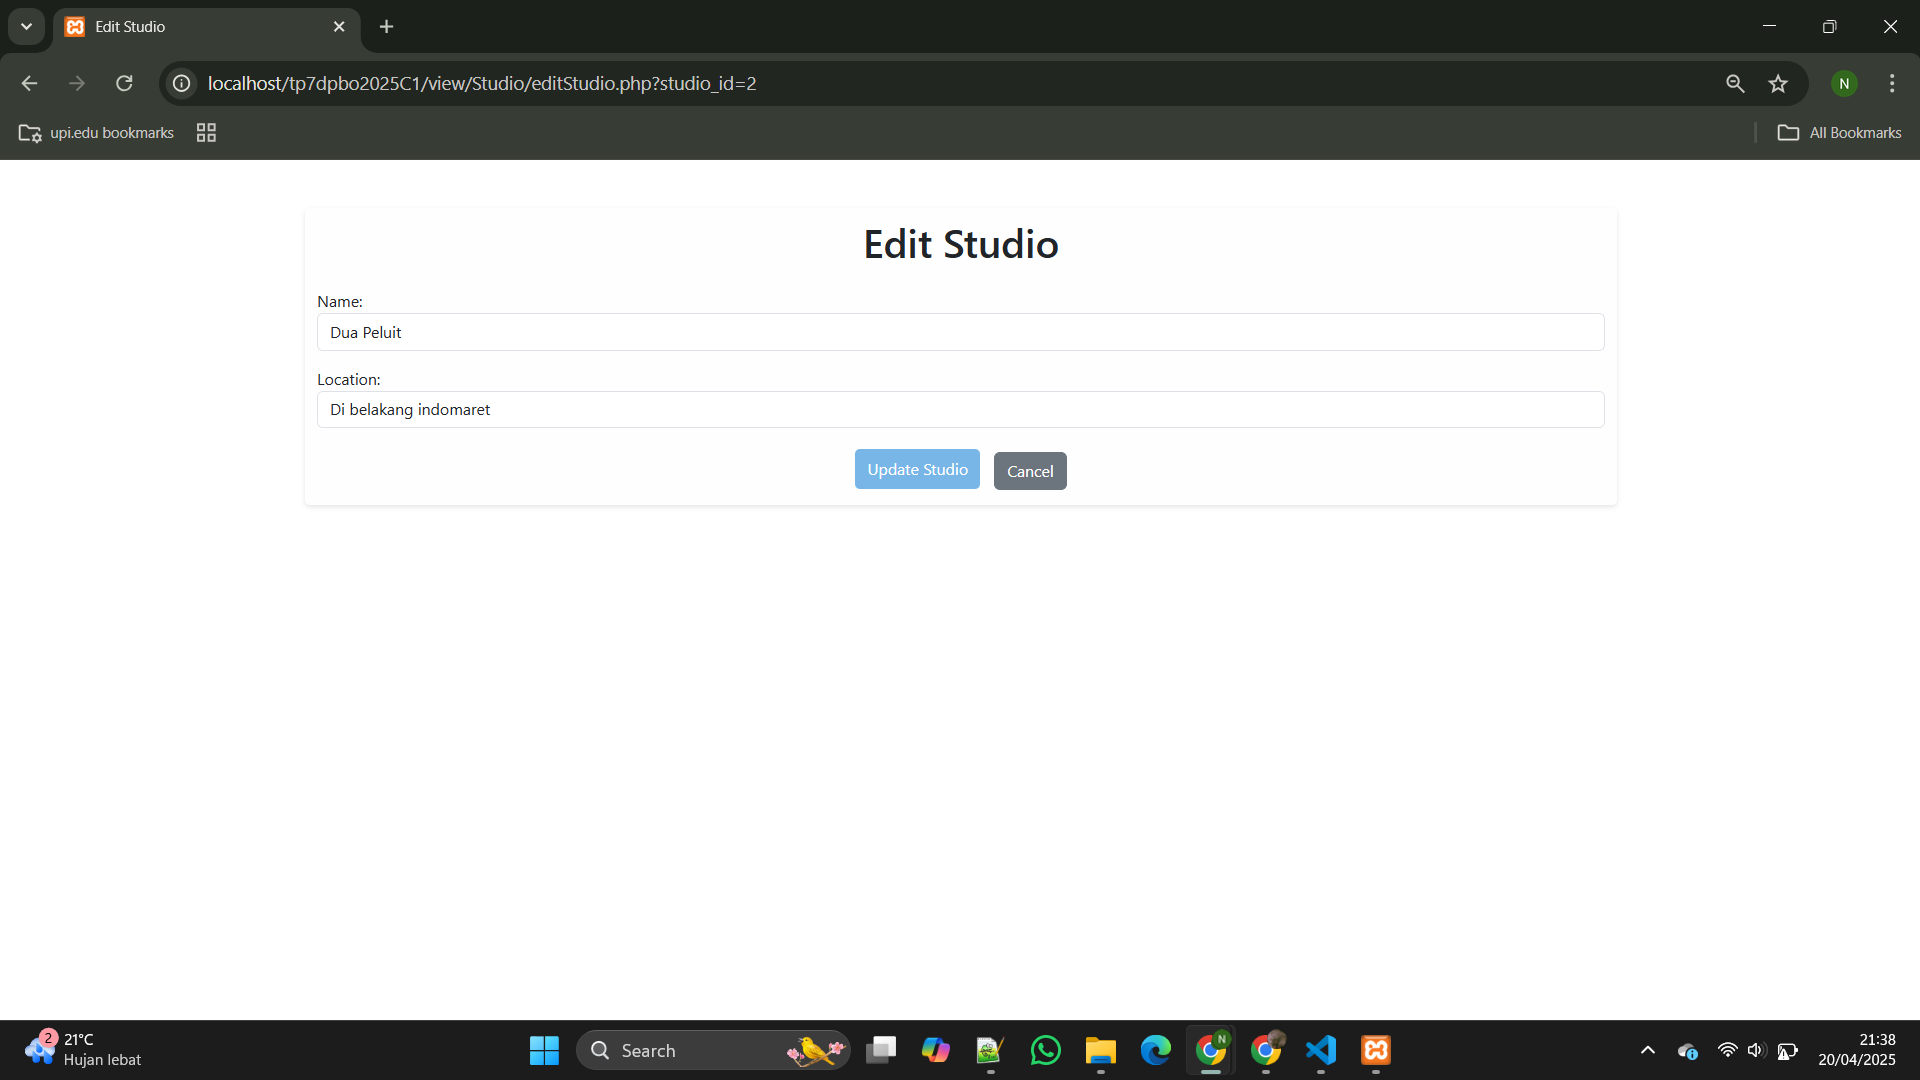 Edit Studio
localhost/tp7dpbo2025C1/view/Studio/editStudio.php?studio_id=2
N
upi.edu bookmarks
All Bookmarks
Edit Studio
Name:
Dua Peluit
Location:
Di belakang indomaret
Update Studio
Cancel
2
21°C
Hujan lebat
Search
N
21:38
20/04/2025